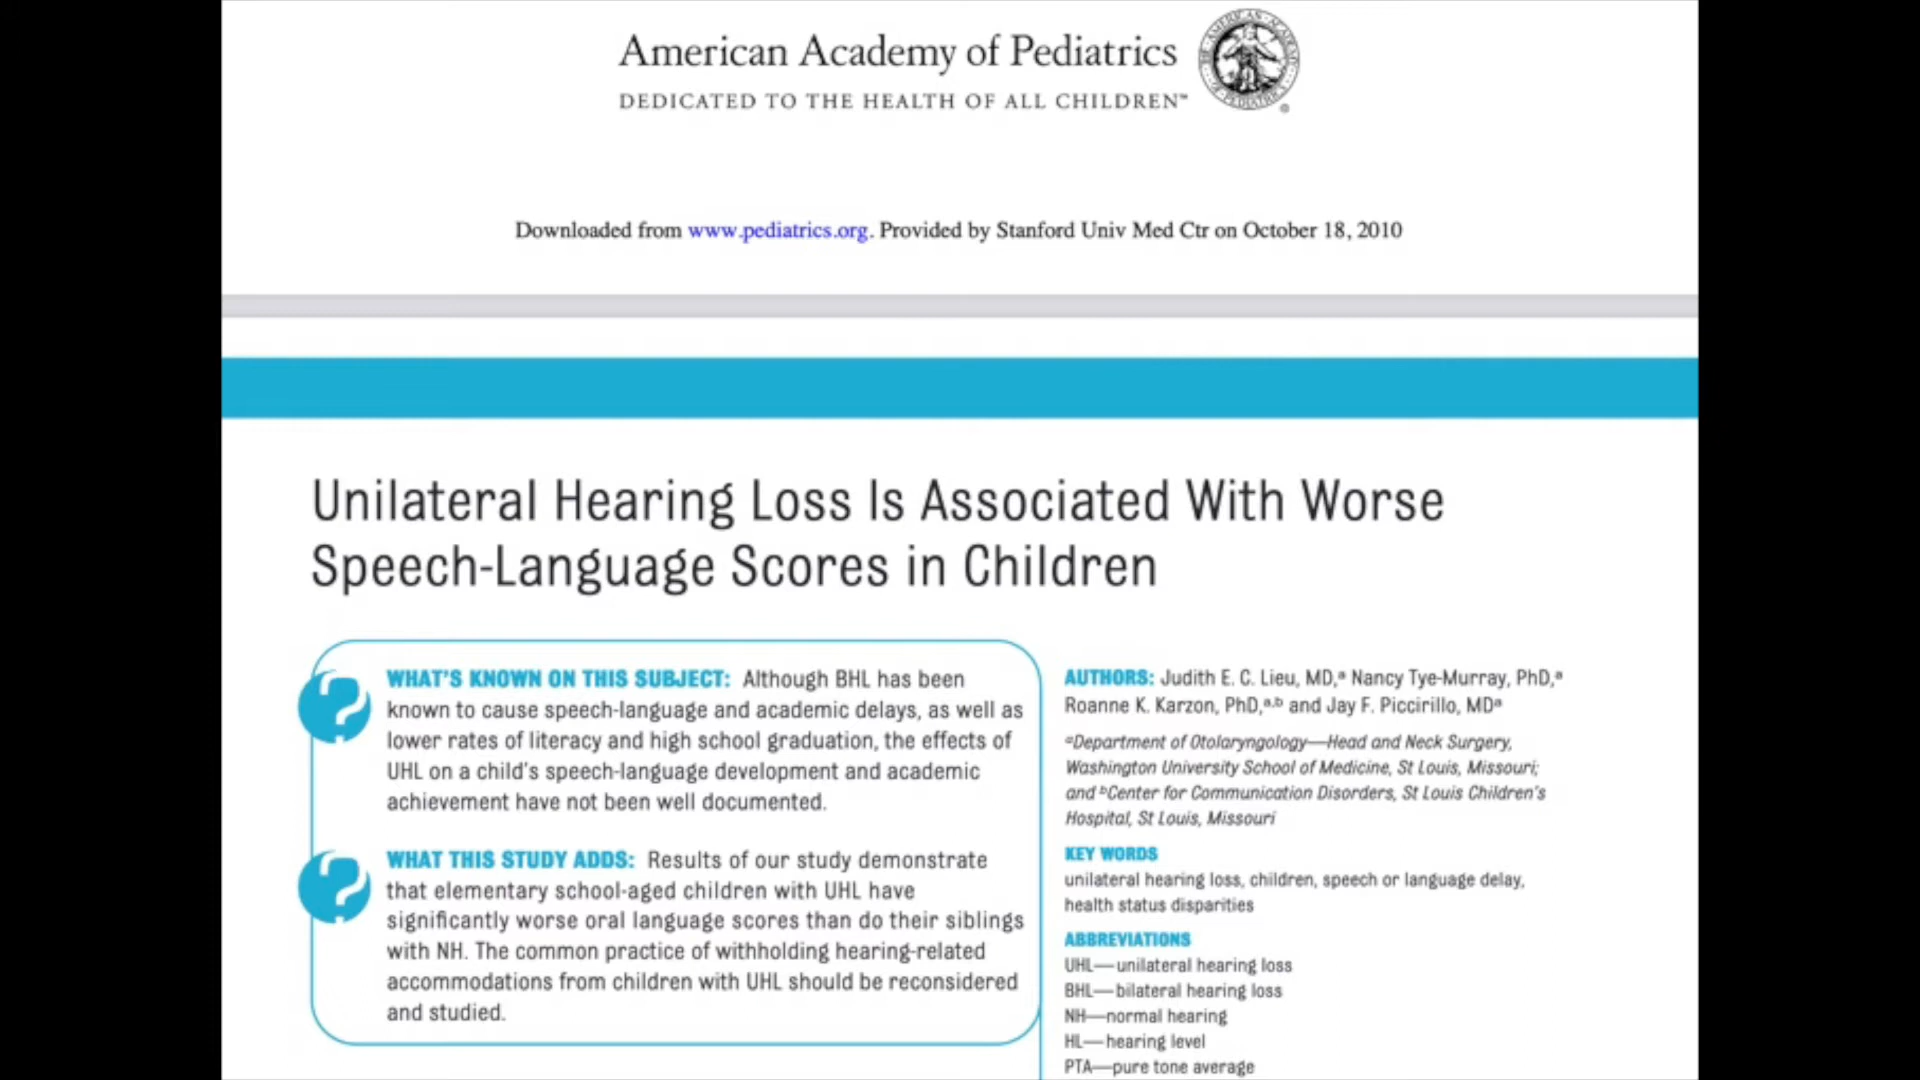 American Academy of Pediatrics
DEDICATED TO THE HEALTH OF ALL CHILDREN™
Downloaded from www.pediatrics.org. Provided by Stanford Univ Med Ctr on October 18, 2010
Unilateral Hearing Loss Is Associated With Worse
Speech-Language Scores in Children
WHAT'S KNOWN ON THIS SUBJECT: Although BHL has been
known to cause speech-language and academic delays, as well as
lower rates of literacy and high school graduation, the effects of
UHL on a child's speech-language development and academic
achievement have not been well documented.
WHAT THIS STUDY ADDS: Results of our study demonstrate
that elementary school-aged children with UHL have
significantly worse oral language scores than do their siblings
with NH. The common practice of withholding hearing-related
accommodations from children with UHL should be reconsidered
and studied.
AUTHORS: Judith E. C. Lieu, MD,ª Nancy Tye-Murray, PhD,ª
Roanne K. Karzon, PhD,ª,ᵇ and Jay F. Piccirillo, MDª
ªDepartment of Otolaryngology—Head and Neck Surgery,
Washington University School of Medicine, St Louis, Missouri;
and ᵇCenter for Communication Disorders, St Louis Children's
Hospital, St Louis, Missouri
KEY WORDS
unilateral hearing loss, children, speech or language delay,
health status disparities
ABBREVIATIONS
UHL—unilateral hearing loss
BHL—bilateral hearing loss
NH—normal hearing
HL—hearing level
PTA—pure tone average